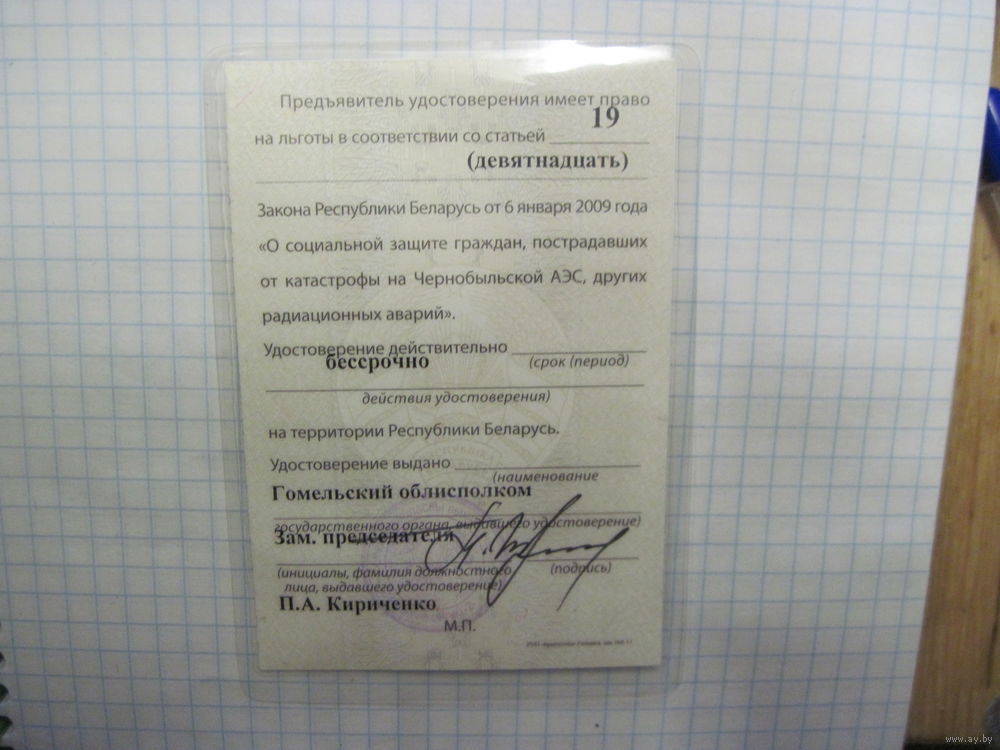 Предъявитель удостоверения имеет право
19
на льготы в соответствии со статьей
(девятнадцать)
Закона Республики Беларусь от 6 января 2009 года
«О социальной защите граждан, пострадавших
от катастрофы на Чернобыльской АЭС, других
радиационных аварий».
Удостоверение действительно
бессрочно
(срок (период)
действия удостоверения)
на территории Республики Беларусь.
Удостоверение выдано
(наименование
Гомельский облисполком
государственного органа, выдавшего удостоверение)
Зам. председателя
(инициалы, фамилия должностного
(подпись)
лица, выдавшего удостоверение)
П.А. Кириченко
М.П.
www.ay.by